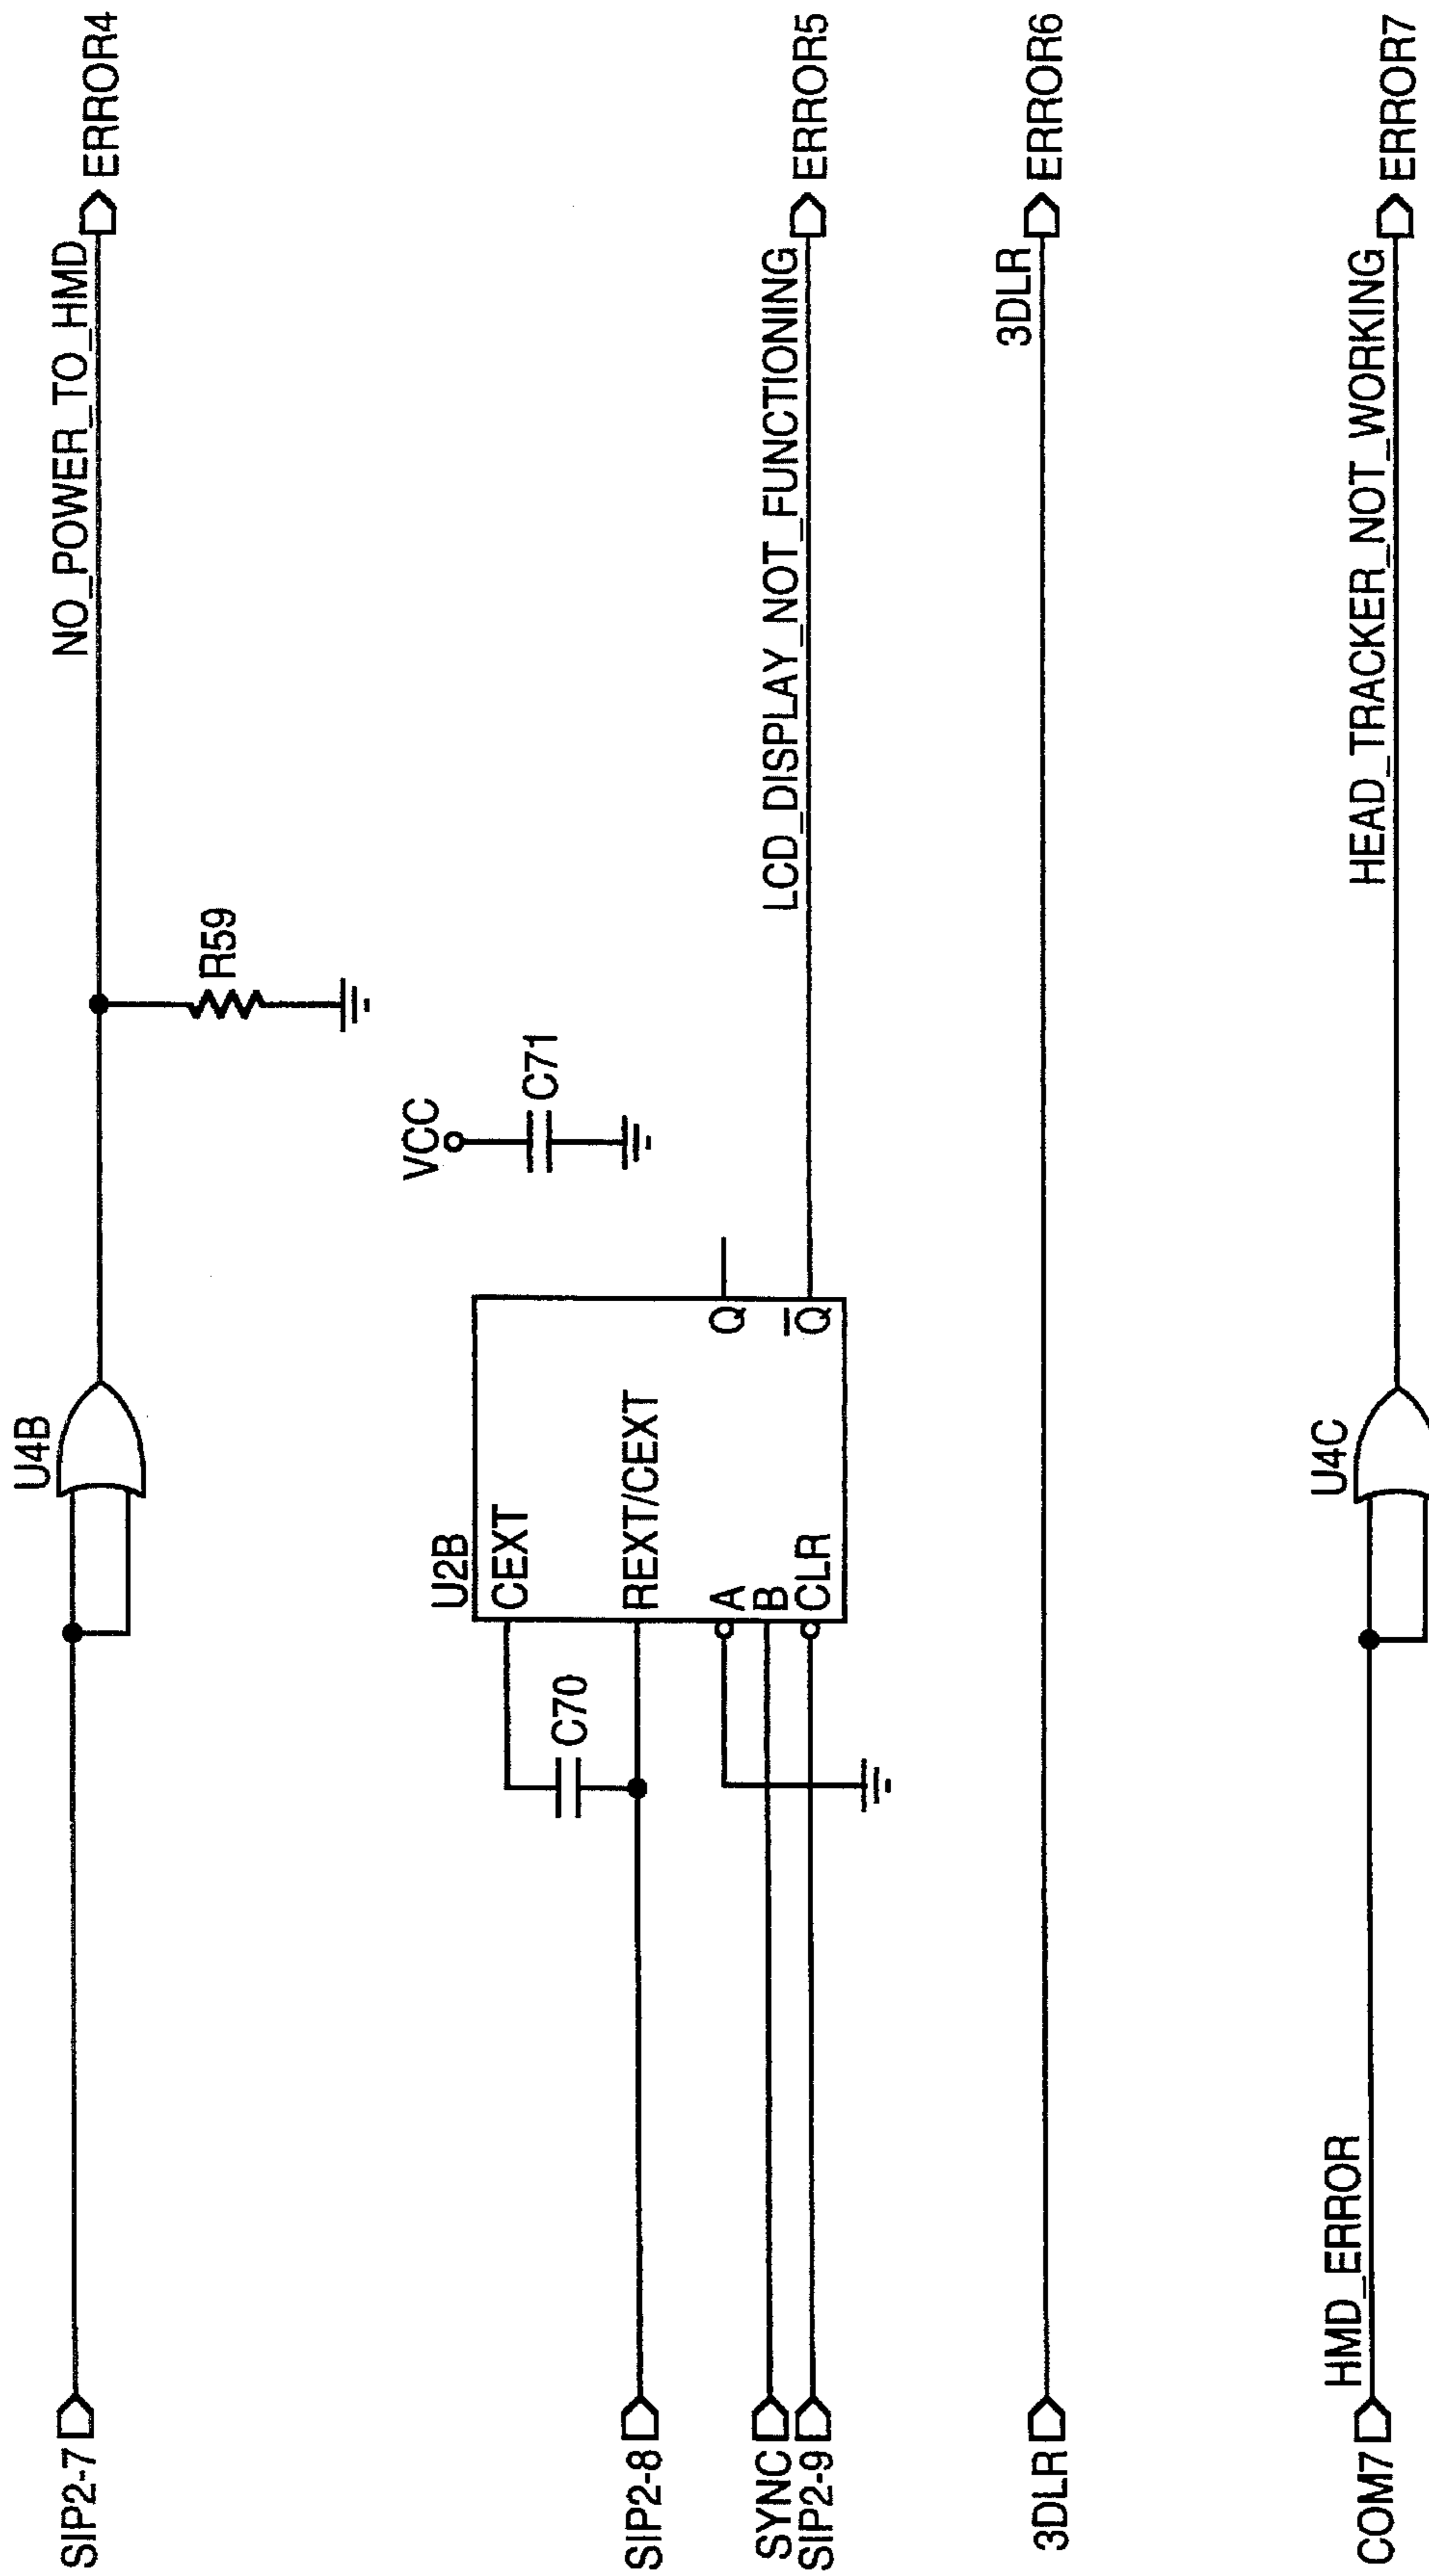 SIP2-7
U4B
R59
NO_POWER_TO_HMD
ERROR4
VCC
C71
U2B
CEXT
C70
SIP2-8
REXT/CEXT
A
Q
SYNC
B
SIP2-9
CLR
Q̅
LCD_DISPLAY_NOT_FUNCTIONING
ERROR5
3DLR
3DLR
ERROR6
COM7
HMD_ERROR
U4C
HEAD_TRACKER_NOT_WORKING
ERROR7